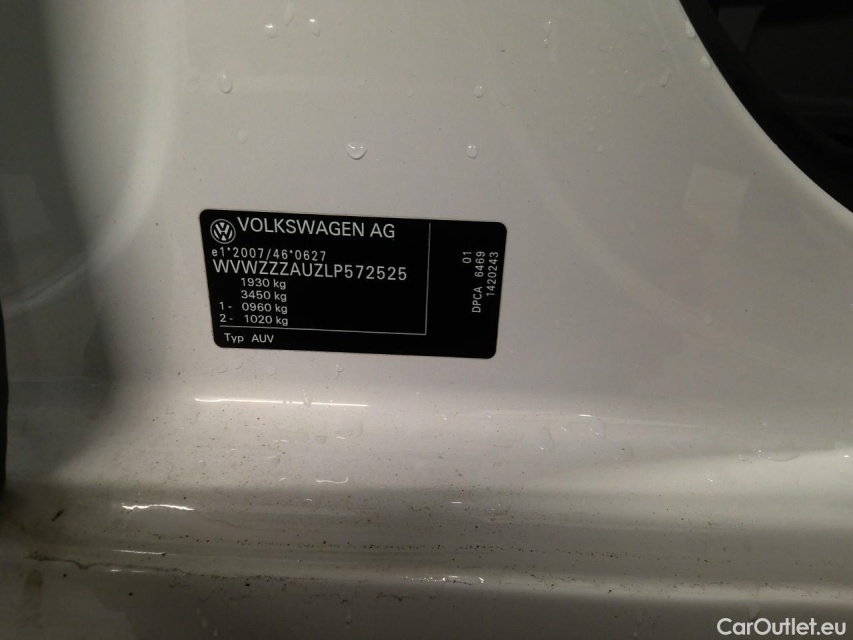 VOLKSWAGEN AG
e1*2007/46*0627
WVWZZZAUZLP572525
1930 kg
3450 kg
1- 0960 kg
2- 1020 kg
Typ AUV
01
DPCA 6469
1420243
CarOutlet.eu